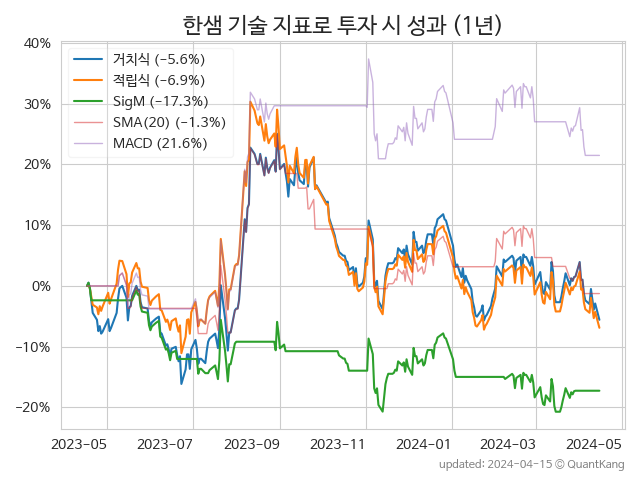 한샘 기술 지표로 투자 시 성과 (1년)
40%
30%
20%
10%
0%
−10%
−20%
거치식 (−5.6%)
적립식 (−6.9%)
SigM (−17.3%)
SMA(20) (−1.3%)
MACD (21.6%)
2023-05
2023-07
2023-09
2023-11
2024-01
2024-03
2024-05
updated: 2024-04-15 © QuantKang